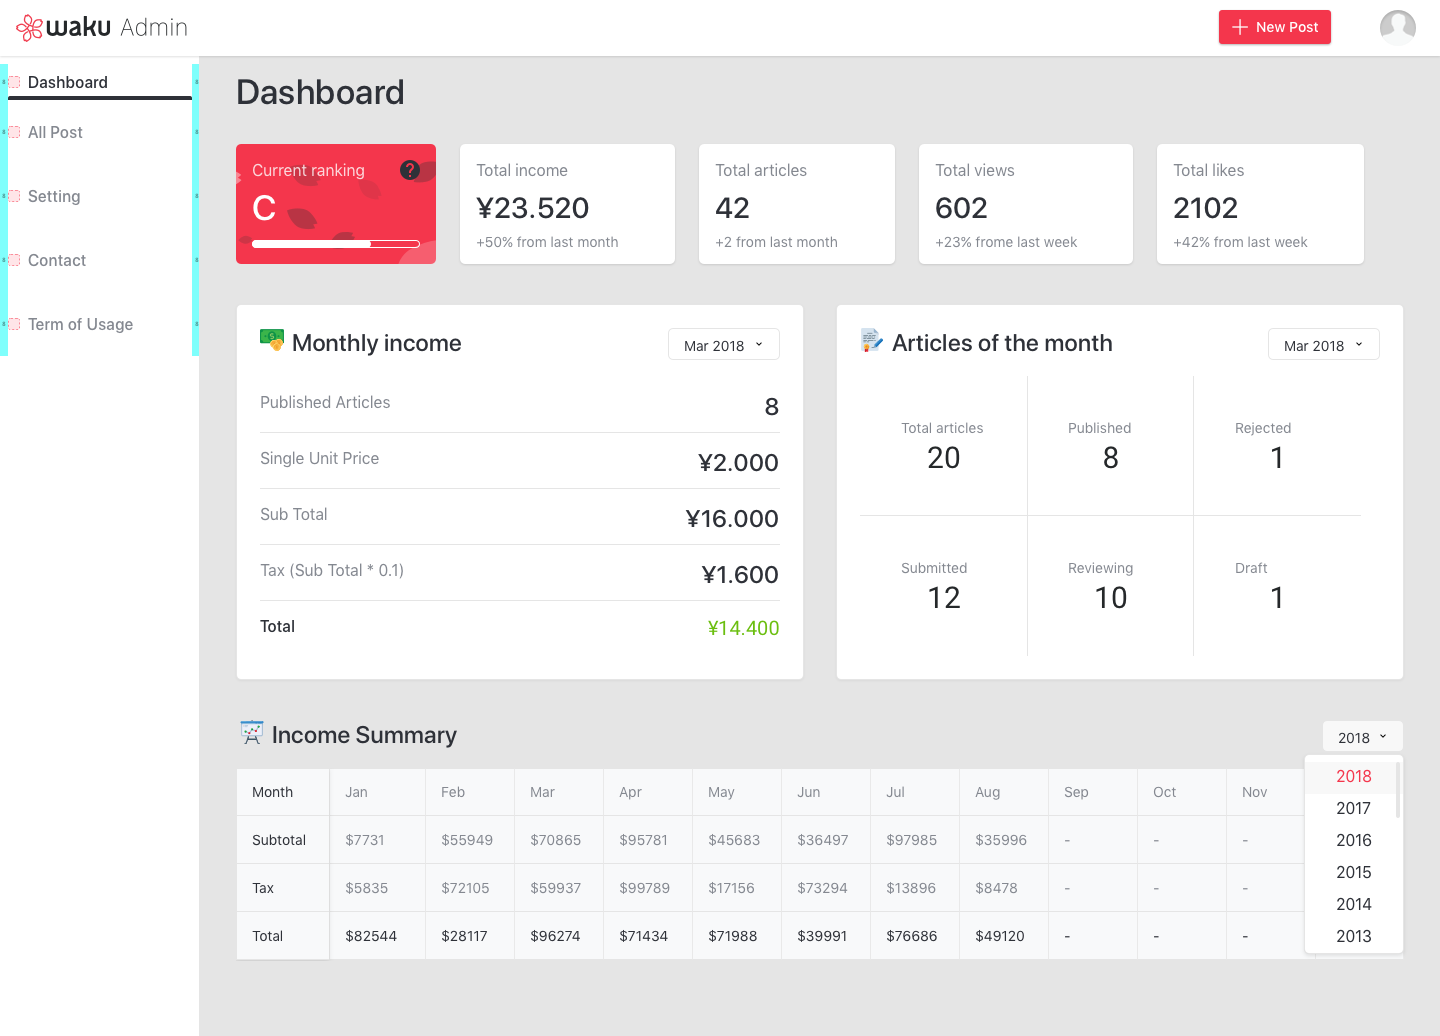 waku Admin
New Post
Dashboard
All Post
Setting
Contact
Term of Usage
Dashboard
Current ranking ?
C
Total income
¥23.520
+50% from last month
Total articles
42
+2 from last month
Total views
602
+23% frome last week
Total likes
2102
+42% from last week
Monthly income
Mar 2018
Published Articles 8
Single Unit Price ¥2.000
Sub Total ¥16.000
Tax (Sub Total * 0.1) ¥1.600
Total ¥14.400
Articles of the month
Mar 2018
Total articles
20
Published
8
Rejected
1
Submitted
12
Reviewing
10
Draft
1
Income Summary
2018
Month Jan Feb Mar Apr May Jun Jul Aug Sep Oct Nov
Subtotal $7731 $55949 $70865 $95781 $45683 $36497 $97985 $35996 - - -
Tax $5835 $72105 $59937 $99789 $17156 $73294 $13896 $8478 - - -
Total $82544 $28117 $96274 $71434 $71988 $39991 $76686 $49120 - - -
2018
2017
2016
2015
2014
2013